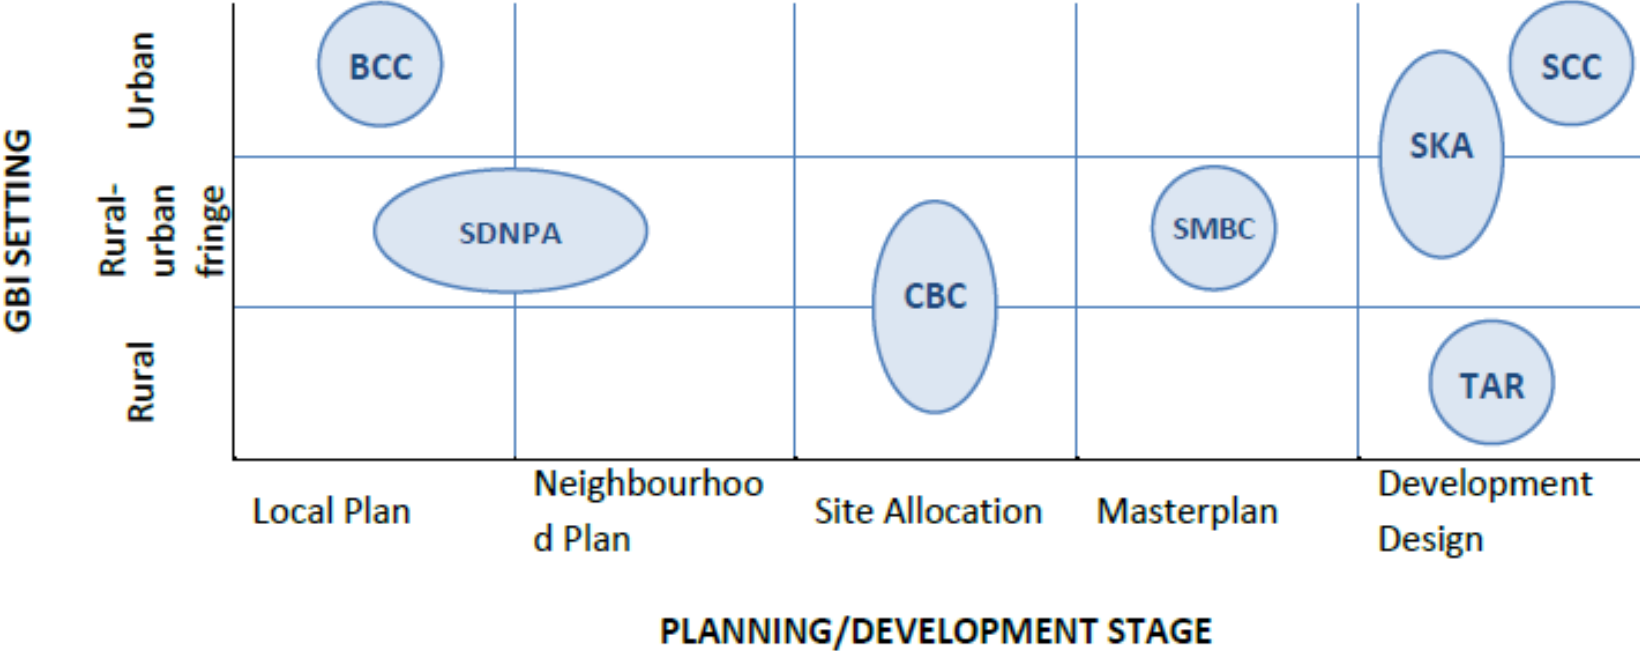 GBI SETTING
Urban
Rural-
urban
fringe
Rural
BCC
SCC
SKA
SDNPA
SMBC
CBC
TAR
Local Plan
Neighbourhoo
d Plan
Site Allocation
Masterplan
Development
Design
PLANNING/DEVELOPMENT STAGE